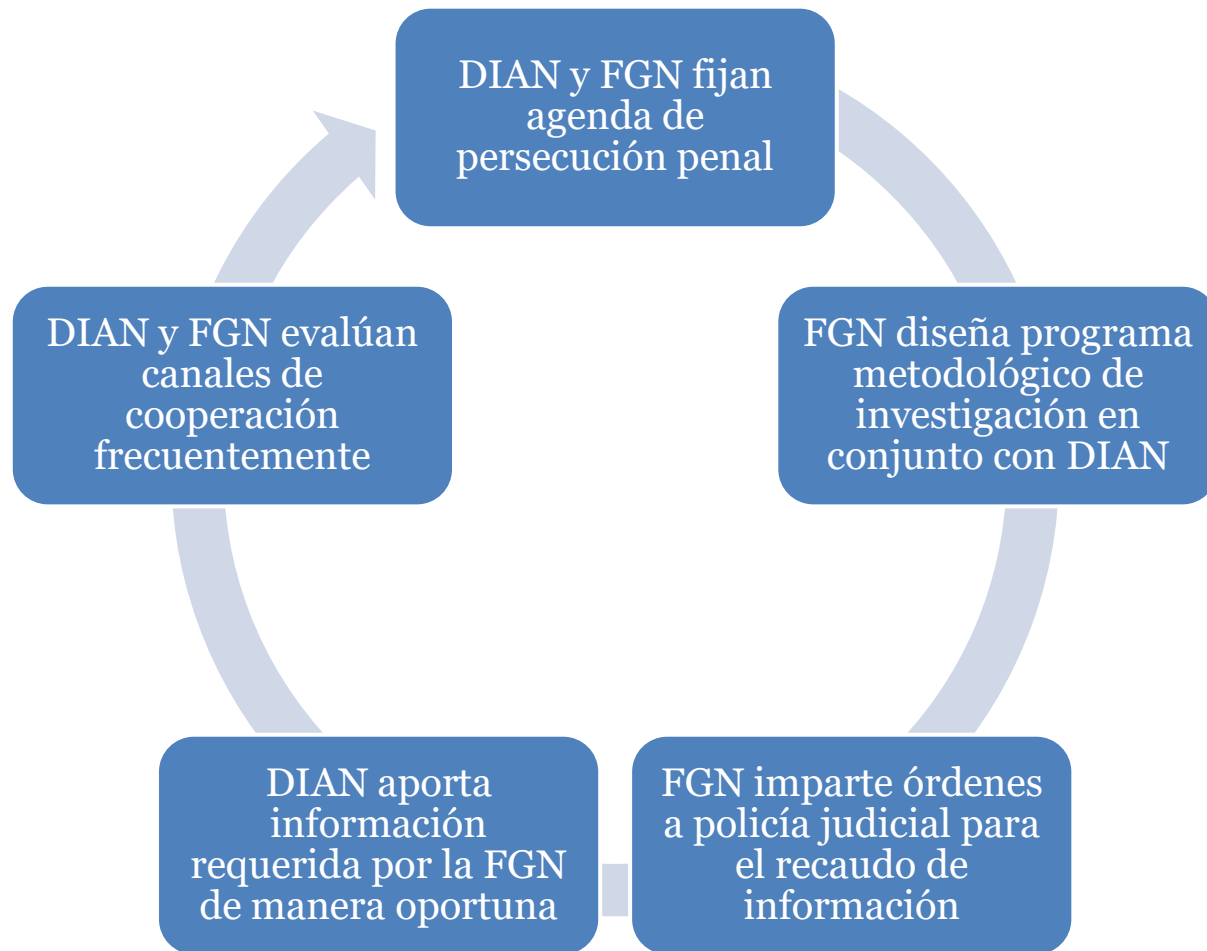 DIAN y FGN fijan
agenda de
persecución penal
FGN diseña programa
metodológico de
investigación en
conjunto con DIAN
FGN imparte órdenes
a policía judicial para
el recaudo de
información
DIAN aporta
información
requerida por la FGN
de manera oportuna
DIAN y FGN evalúan
canales de
cooperación
frecuentemente